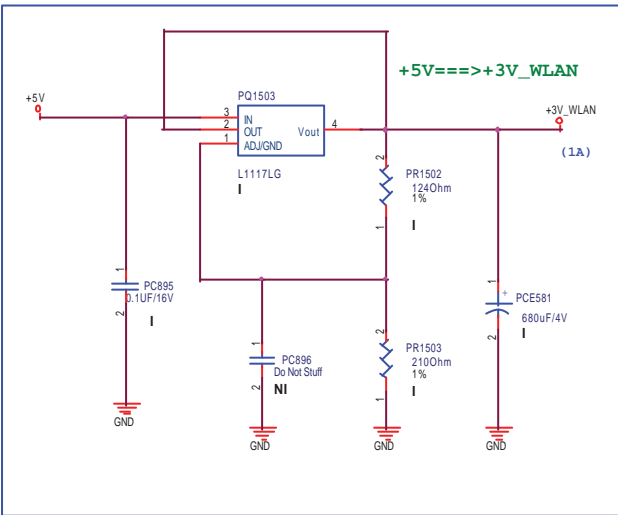 +5V===>+3V_WLAN
+5V
PQ1503
+3V_WLAN
3
IN
2
OUT
Vout
4
1
ADJ/GND
(1A)
L1117LG
I
2
PR1502
124Ohm
1%
1
I
1
PC895
0.1UF/16V
2
I
1
PCE581
+
680uF/4V
2
I
1
PC896
Do Not Stuff
2
NI
2
PR1503
210Ohm
1%
1
I
GND
GND
GND
GND